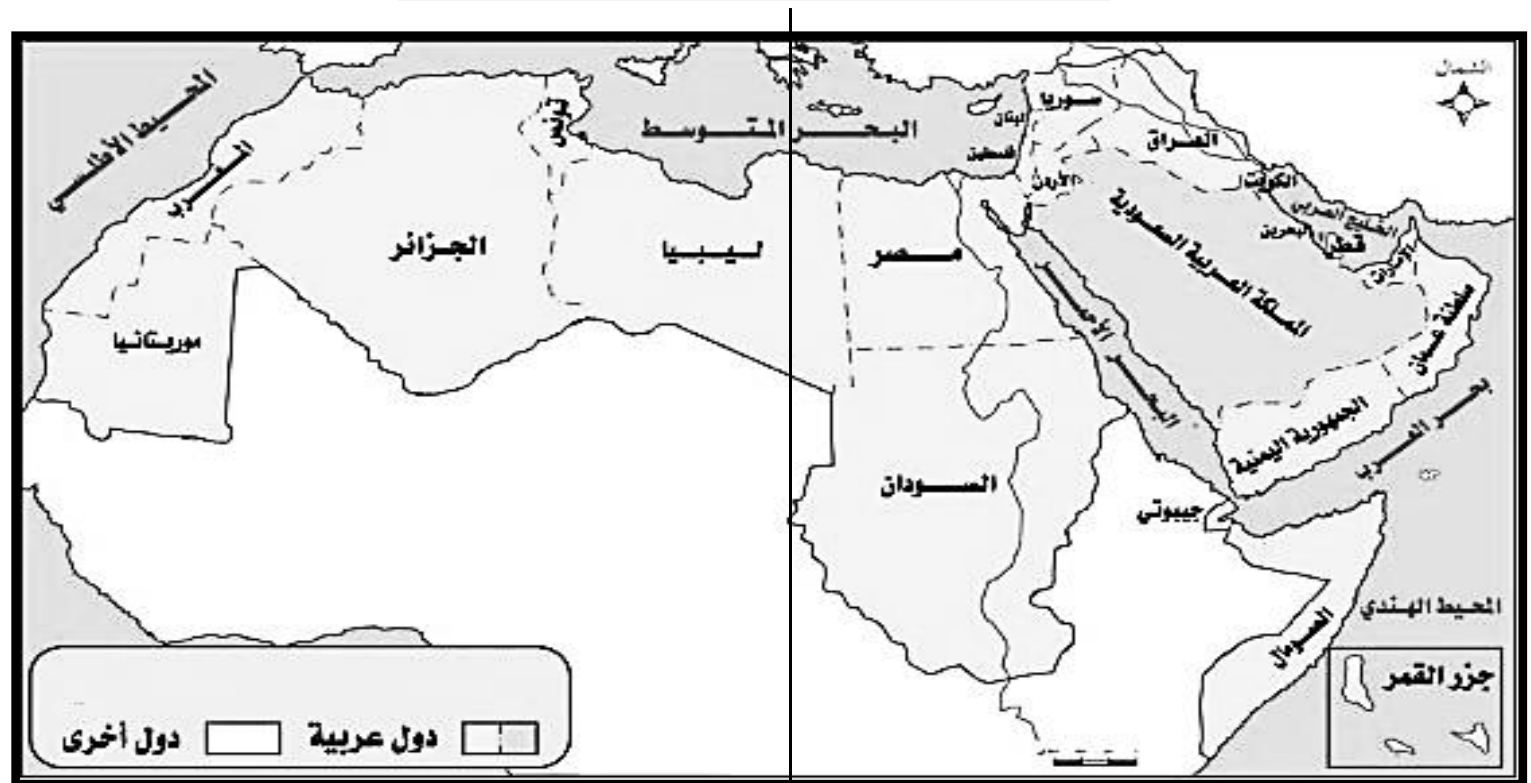 الشمال
المحيط الأطلسي
البحر المتوسط
تونس
المغرب
الجزائر
ليبيا
مصر
موريتانيا
السودان
سوريا
لبنان
فلسطين
الأردن
العراق
الكويت
الخليج العربي
البحرين
قطر
الإمارات
المملكة العربية السعودية
سلطنة عمان
البحر الأحمر
الجمهورية اليمنية
بحر العرب
جيبوتي
الصومال
المحيط الهندي
جزر القمر
دول عربية
دول أخرى